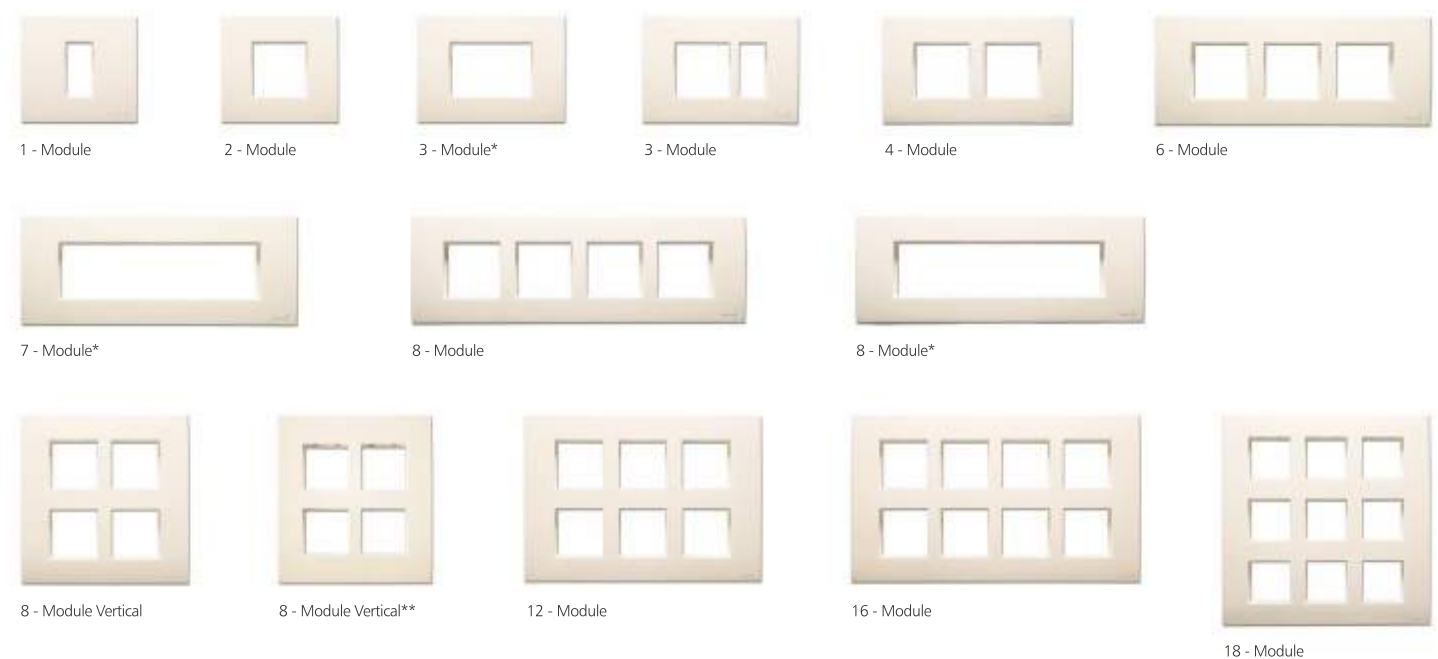 1 - Module
2 - Module
3 - Module*
3 - Module
4 - Module
6 - Module
7 - Module*
8 - Module
8 - Module*
8 - Module Vertical
8 - Module Vertical**
12 - Module
16 - Module
18 - Module